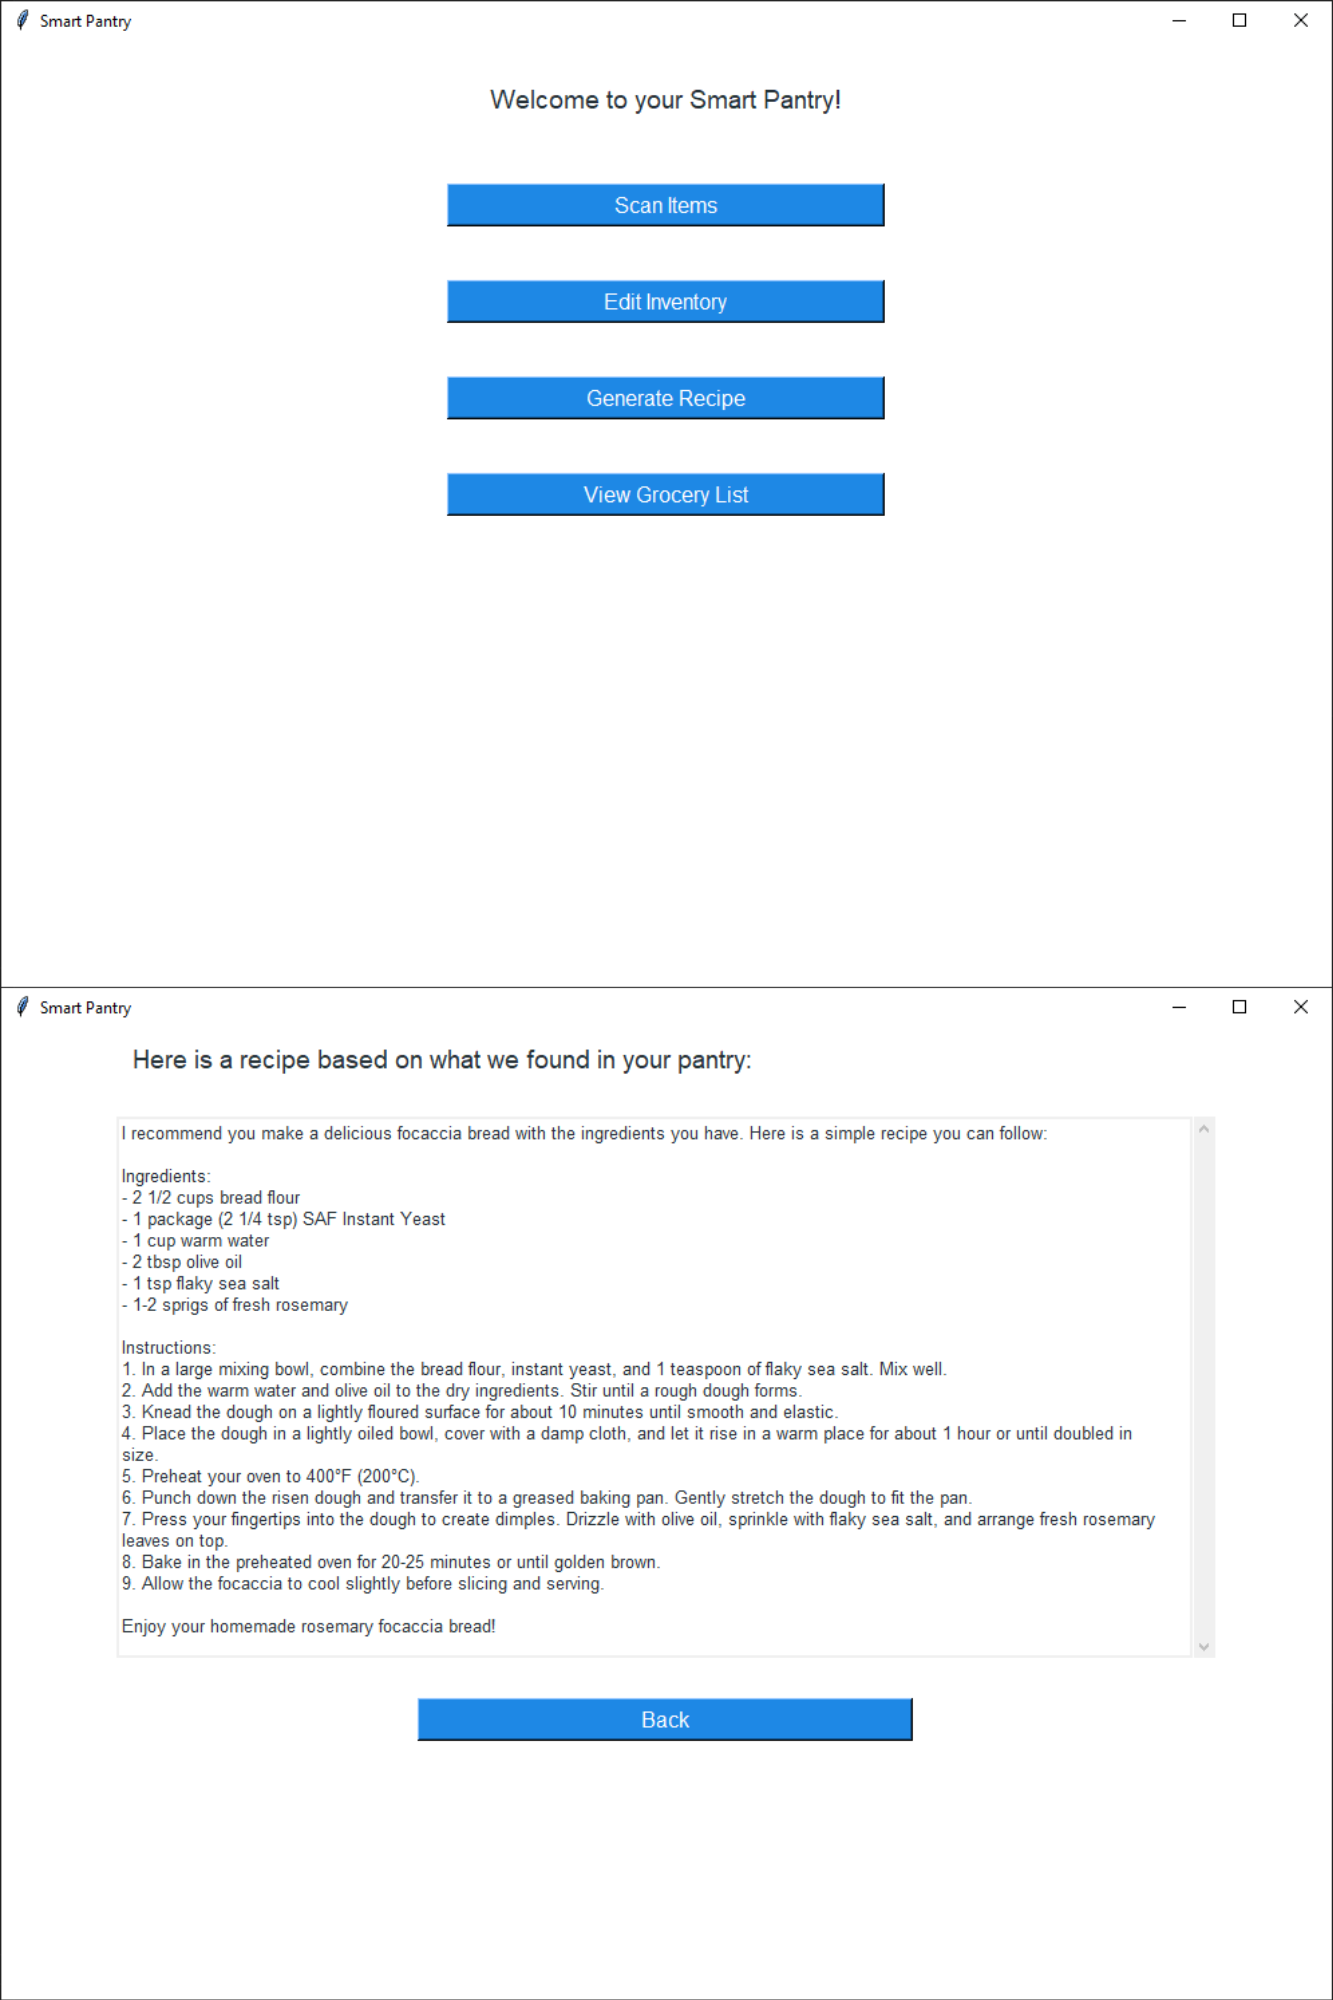 Smart Pantry
Welcome to your Smart Pantry!
Scan Items
Edit Inventory
Generate Recipe
View Grocery List
Smart Pantry
Here is a recipe based on what we found in your pantry:
I recommend you make a delicious focaccia bread with the ingredients you have. Here is a simple recipe you can follow:
Ingredients:
- 2 1/2 cups bread flour
- 1 package (2 1/4 tsp) SAF Instant Yeast
- 1 cup warm water
- 2 tbsp olive oil
- 1 tsp flaky sea salt
- 1-2 sprigs of fresh rosemary
Instructions:
1. In a large mixing bowl, combine the bread flour, instant yeast, and 1 teaspoon of flaky sea salt. Mix well.
2. Add the warm water and olive oil to the dry ingredients. Stir until a rough dough forms.
3. Knead the dough on a lightly floured surface for about 10 minutes until smooth and elastic.
4. Place the dough in a lightly oiled bowl, cover with a damp cloth, and let it rise in a warm place for about 1 hour or until doubled in
size.
5. Preheat your oven to 400°F (200°C).
6. Punch down the risen dough and transfer it to a greased baking pan. Gently stretch the dough to fit the pan.
7. Press your fingertips into the dough to create dimples. Drizzle with olive oil, sprinkle with flaky sea salt, and arrange fresh rosemary
leaves on top.
8. Bake in the preheated oven for 20-25 minutes or until golden brown.
9. Allow the focaccia to cool slightly before slicing and serving.
Enjoy your homemade rosemary focaccia bread!
Back